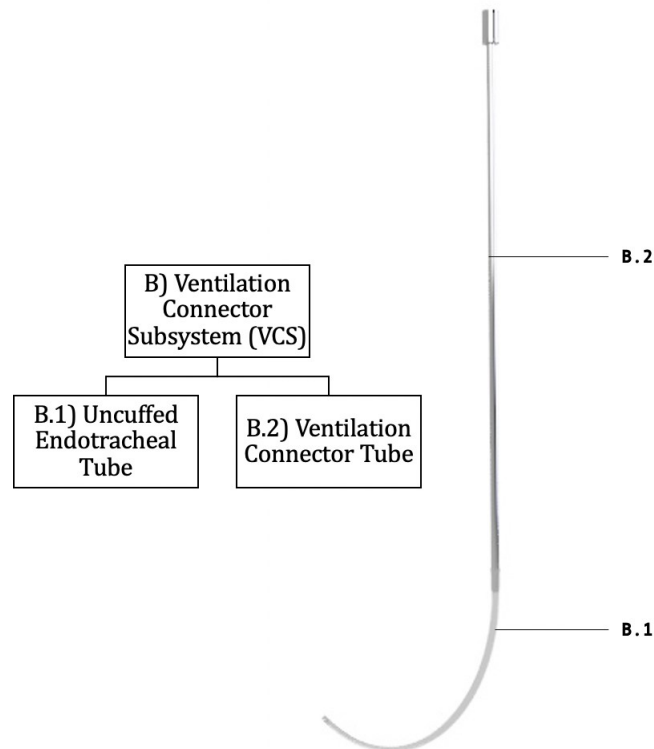 B) Ventilation
Connector
Subsystem (VCS)
B.1) Uncuffed
Endotracheal
Tube
B.2) Ventilation
Connector Tube
B.2
B.1